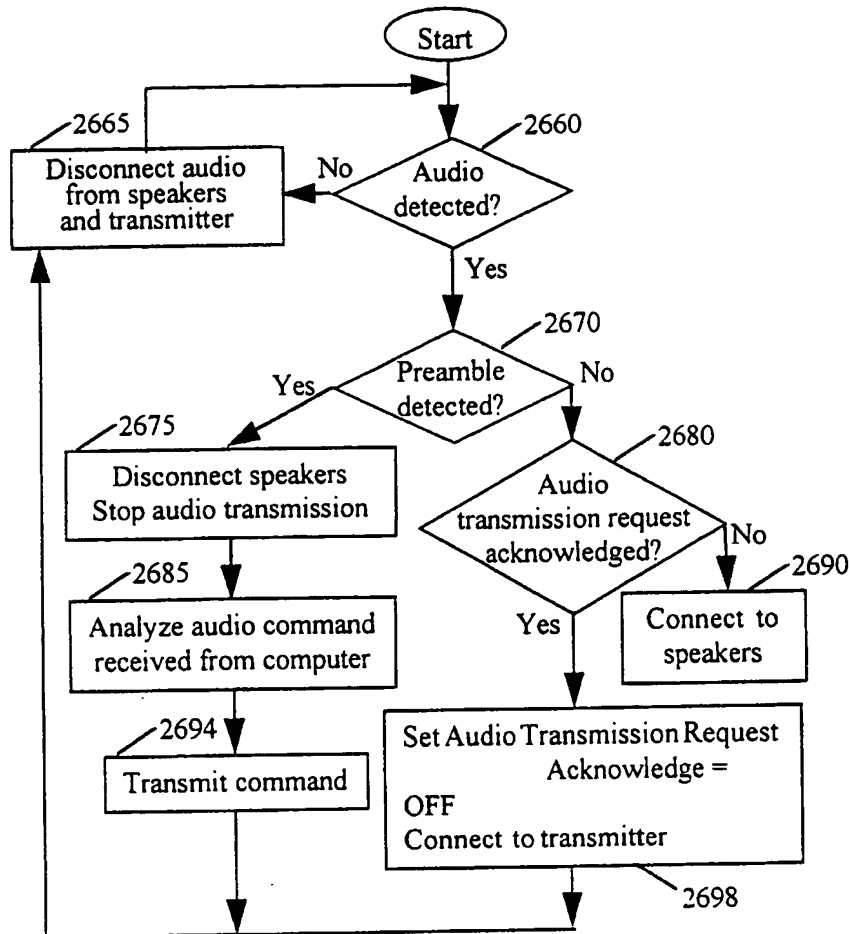 Start
2665
2660
Disconnect audio
from speakers
and transmitter
No
Audio
detected?
Yes
2670
Yes
Preamble
detected?
No
2675
Disconnect speakers
Stop audio transmission
2680
Audio
transmission request
acknowledged?
No
2685
Analyze audio command
received from computer
2690
Connect to
speakers
Yes
2694
Transmit command
Set Audio Transmission Request
Acknowledge =
OFF
Connect to transmitter
2698